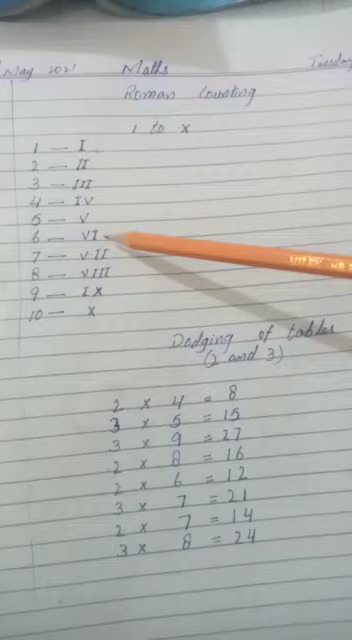 May 2021 Maths Tuesday
Roman Counting
1 to x
1 — I
2 — II
3 — III
4 — IV
5 — V
6 — VI
7 — VII
8 — VIII
9 — IX
10 — X
Dodging of tables
(2 and 3)
2 x 4 = 8
3 x 5 = 15
3 x 9 = 27
2 x 8 = 16
2 x 6 = 12
3 x 7 = 21
2 x 7 = 14
3 x 8 = 24